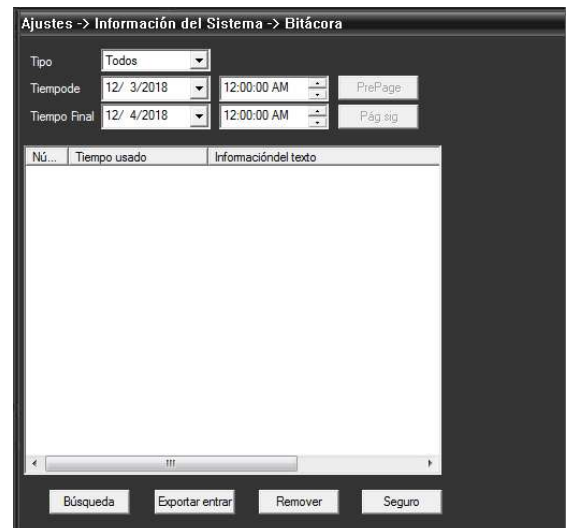 Ajustes -> Información del Sistema -> Bitácora
Tipo Todos
Tiempode 12/ 3/2018 12:00:00 AM PrePage
Tiempo Final 12/ 4/2018 12:00:00 AM Pág sig
Nú... Tiempo usado Informacióndel texto
Búsqueda Exportar entrar Remover Seguro